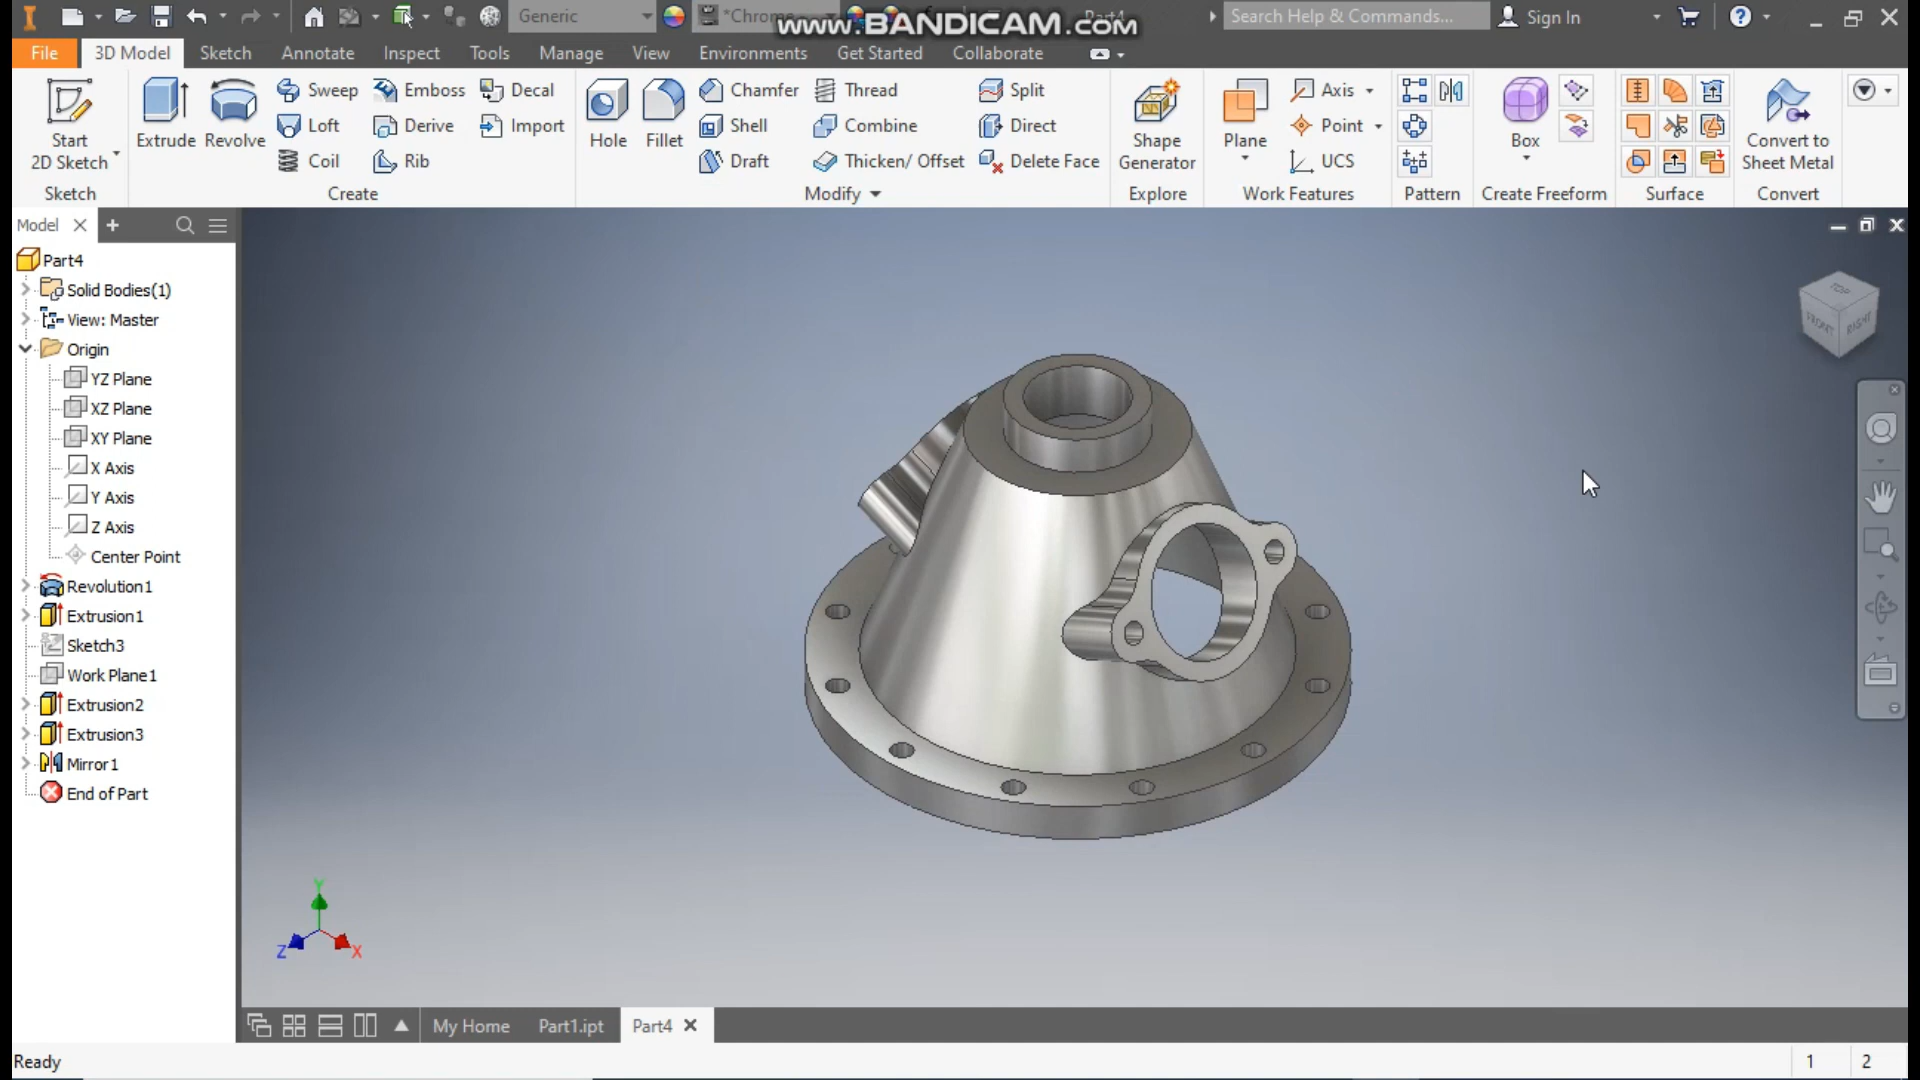 Generic
*Chrom
www.BANDICAM.com
Part4
Search Help & Commands...
Sign In
File
3D Model
Sketch
Annotate
Inspect
Tools
Manage
View
Environments
Get Started
Collaborate
Start
2D Sketch
Extrude
Revolve
Sweep
Loft
Coil
Emboss
Derive
Rib
Decal
Import
Hole
Fillet
Chamfer
Shell
Draft
Thread
Combine
Thicken/ Offset
Split
Direct
Delete Face
Shape
Generator
Plane
Axis
Point
UCS
Box
Convert to
Sheet Metal
Sketch
Create
Modify
Explore
Work Features
Pattern
Create Freeform
Surface
Convert
Model
Part4
Solid Bodies(1)
View: Master
Origin
YZ Plane
XZ Plane
XY Plane
X Axis
Y Axis
Z Axis
Center Point
Revolution1
Extrusion1
Sketch3
Work Plane1
Extrusion2
Extrusion3
Mirror1
End of Part
TOP
FRONT
RIGHT
Y
Z
X
My Home
Part1.ipt
Part4
Ready
1
2